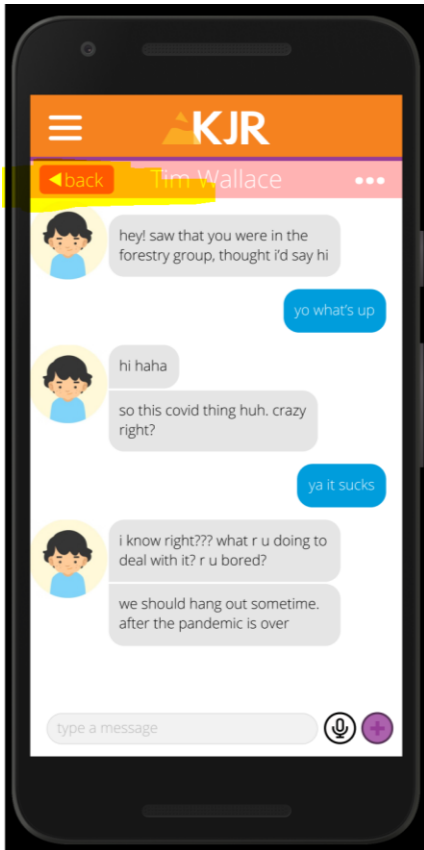 KJR
back Tim Wallace
hey! saw that you were in the
forestry group, thought i'd say hi
yo what's up
hi haha
so this covid thing huh. crazy
right?
ya it sucks
i know right??? what r u doing to
deal with it? r u bored?
we should hang out sometime.
after the pandemic is over
type a message